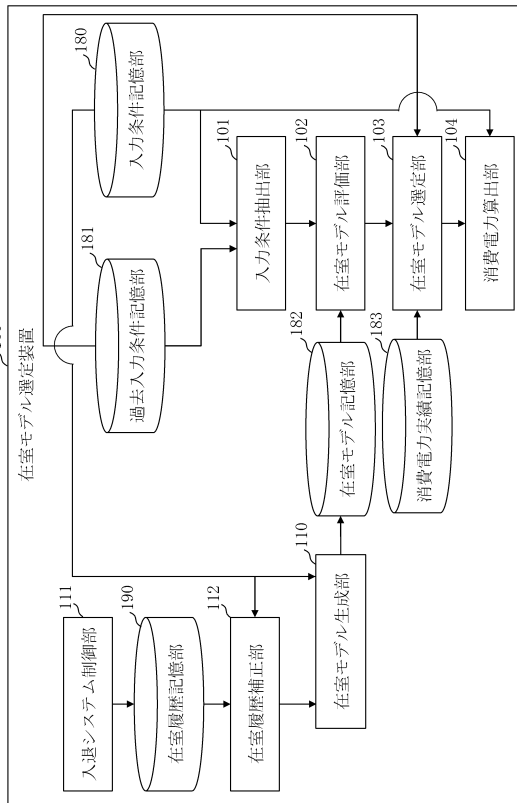 在室モデル選定装置
111
入退システム制御部
190
在室履歴記憶部
112
在室履歴補正部
110
在室モデル生成部
181
過去入力条件記憶部
180
入力条件記憶部
101
入力条件抽出部
182
在室モデル記憶部
102
在室モデル評価部
183
消費電力実績記憶部
103
在室モデル選定部
104
消費電力算出部